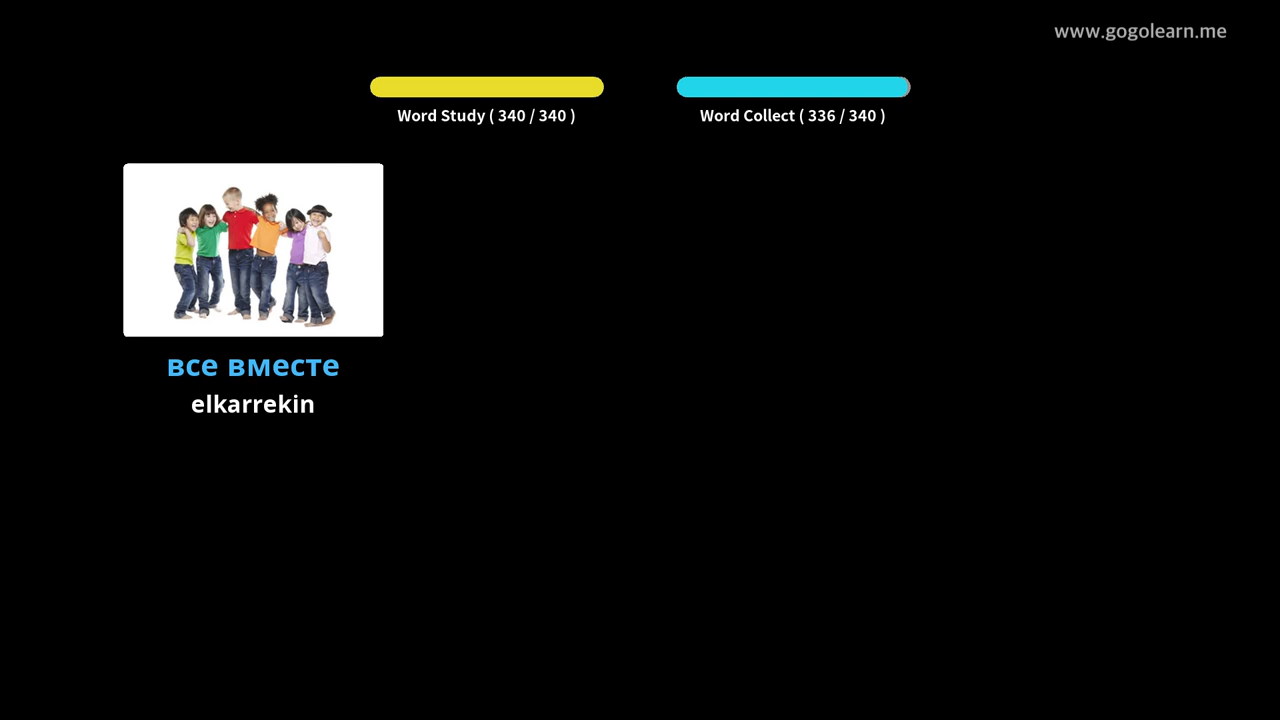 www.gogolearn.me
Word Study ( 340 / 340 )
Word Collect ( 336 / 340 )
все вместе
elkarrekin